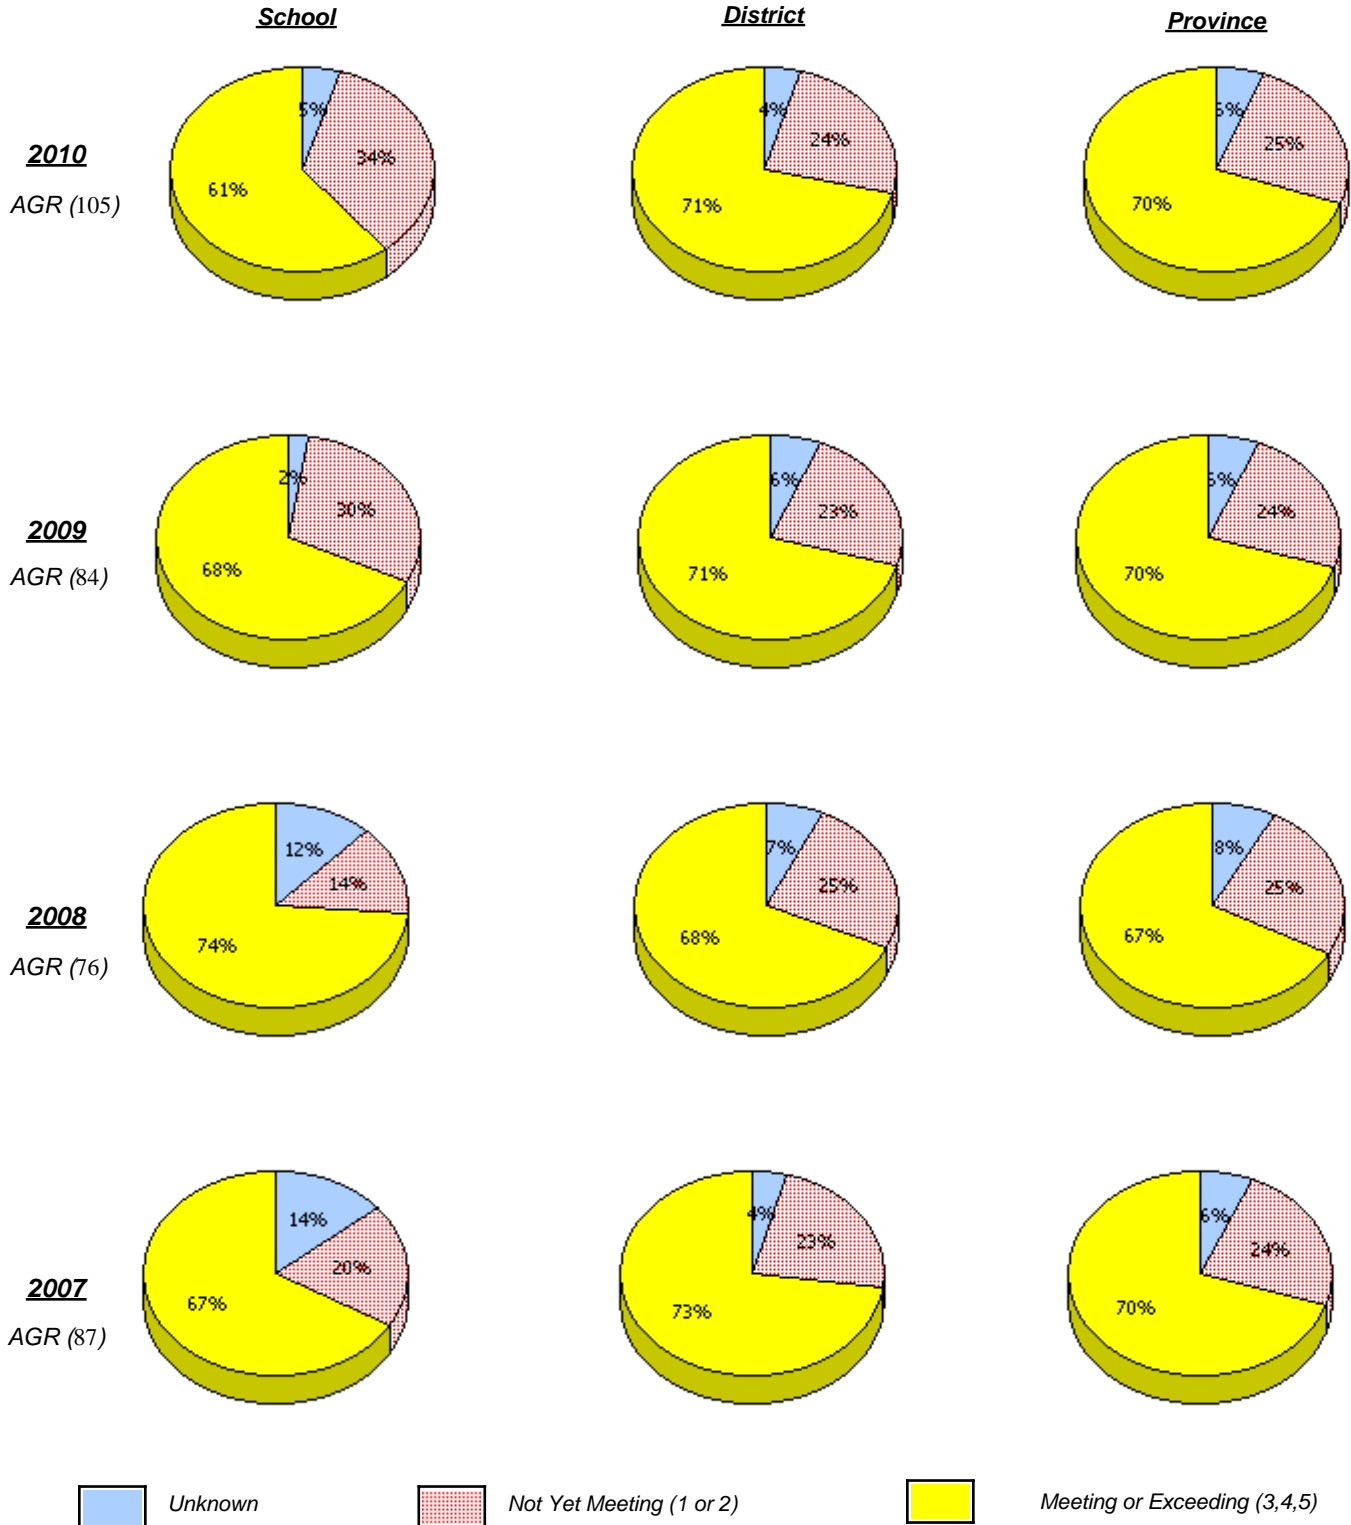 School District Province
5% 4%
34% 24% 25%
2010
61% 71% 70%
AGR (105)
2% 6%
30% 23% 24%
2009
68% 71% 70%
AGR (84)
12% 7% 8%
14% 25% 25%
2008
74% 68% 67%
AGR (76)
14% 4% 6%
20% 23% 24%
2007
67% 73% 70%
AGR (87)
Unknown Not Yet Meeting (1 or 2) Meeting or Exceeding (3,4,5)